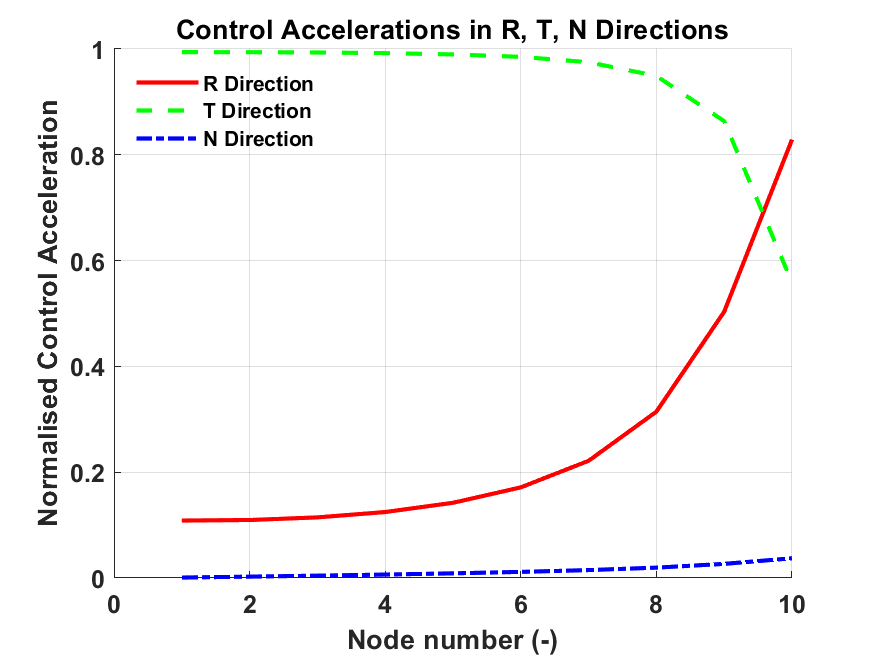 Control Accelerations in R, T, N Directions
R Direction
T Direction
N Direction
Normalised Control Acceleration
1
0.8
0.6
0.4
0.2
0
0 2 4 6 8 10
Node number (-)